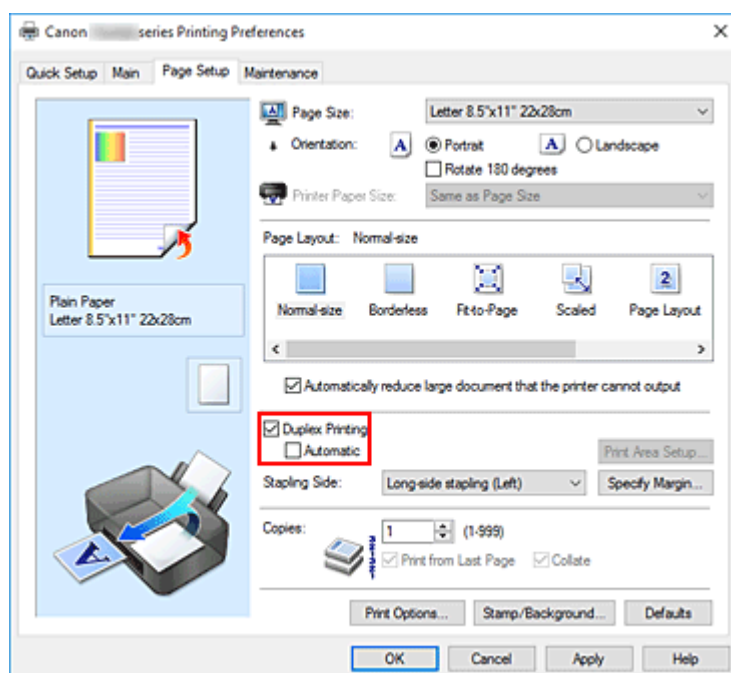 Canon series Printing Preferences
Quick Setup Main Page Setup Maintenance
Page Size: Letter 8.5"x11" 22x28cm
Orientation: A Portrait A Landscape
Rotate 180 degrees
Printer Paper Size: Same as Page Size
Page Layout: Normal-size
2
Normal-size Borderless Fit-to-Page Scaled Page Layout
Plain Paper
Letter 8.5"x11" 22x28cm
Automatically reduce large document that the printer cannot output
Duplex Printing
Automatic
Print Area Setup...
Stapling Side: Long-side stapling (Left) Specify Margin...
Copies: 1 (1-999)
Print from Last Page Collate
A
Print Options... Stamp/Background... Defaults
OK Cancel Apply Help